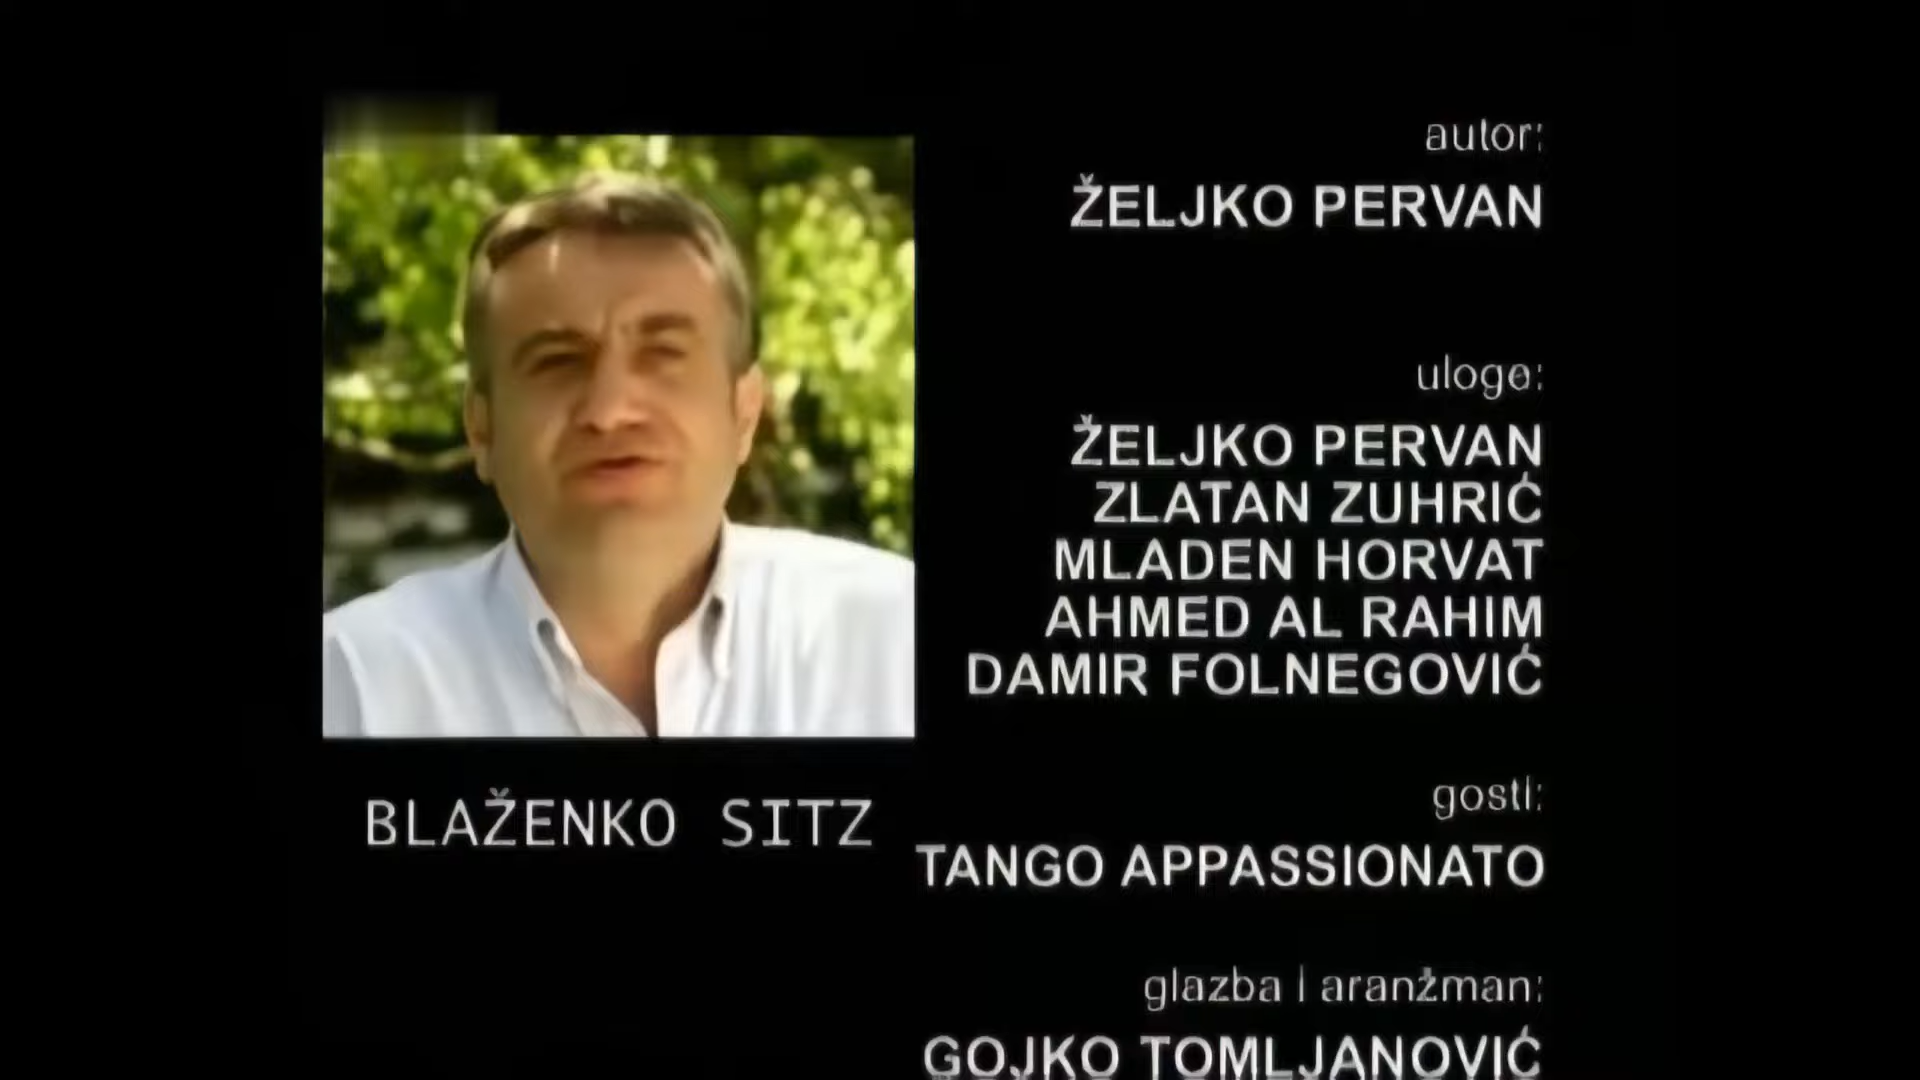 autor:
ŽELJKO PERVAN
uloge:
ŽELJKO PERVAN
ZLATAN ZUHRIĆ
MLADEN HORVAT
AHMED AL RAHIM
DAMIR FOLNEGOVIĆ
BLAŽENKO SITZ
gosti:
TANGO APPASSIONATO
glazba i aranžman:
GOJKO TOMLJANOVIĆ